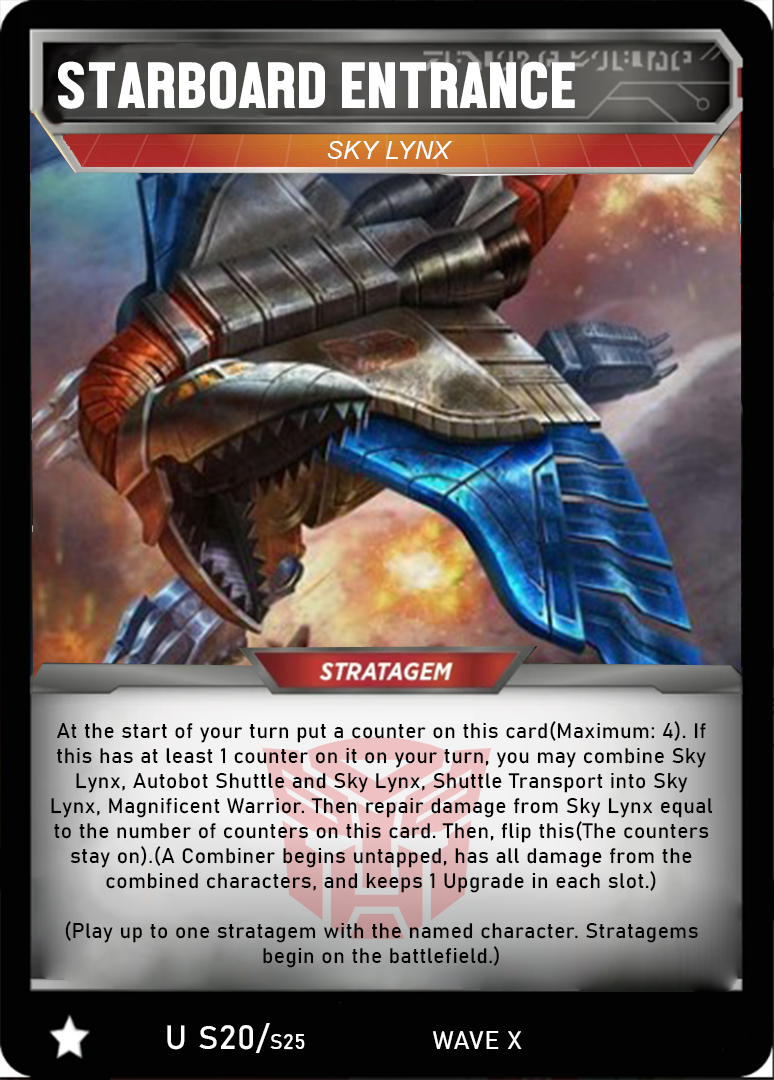 STARBOARD ENTRANCE
SKY LYNX
STRATAGEM
At the start of your turn put a counter on this card(Maximum: 4). If
this has at least 1 counter on it on your turn, you may combine Sky
Lynx, Autobot Shuttle and Sky Lynx, Shuttle Transport into Sky
Lynx, Magnificent Warrior. Then repair damage from Sky Lynx equal
to the number of counters on this card. Then, flip this(The counters
stay on).(A Combiner begins untapped, has all damage from the
combined characters, and keeps 1 Upgrade in each slot.)
(Play up to one stratagem with the named character. Stratagems
begin on the battlefield.)
U S20/S25
WAVE X